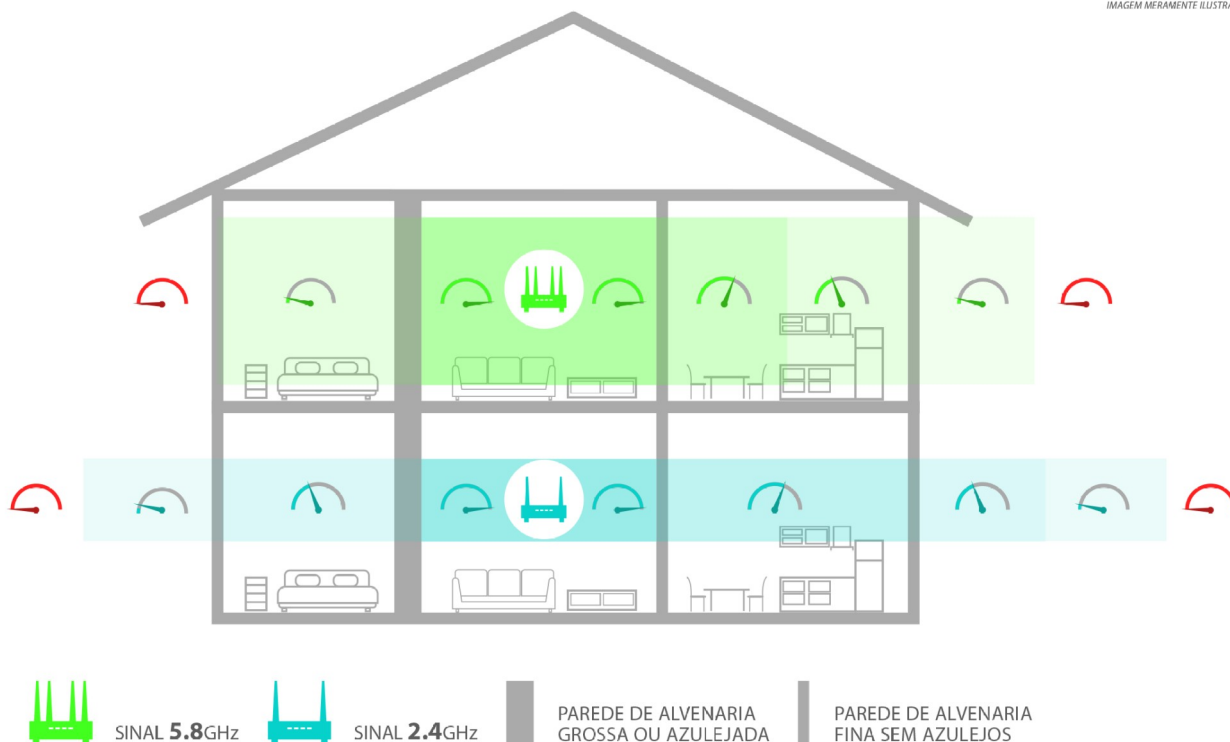 IMAGEM MERAMENTE
SINAL 5.8GHz
SINAL 2.4GHz
PAREDE DE ALVENARIA
GROSSA OU AZULEJADA
PAREDE DE ALVENARIA
FINA SEM AZULEJOS